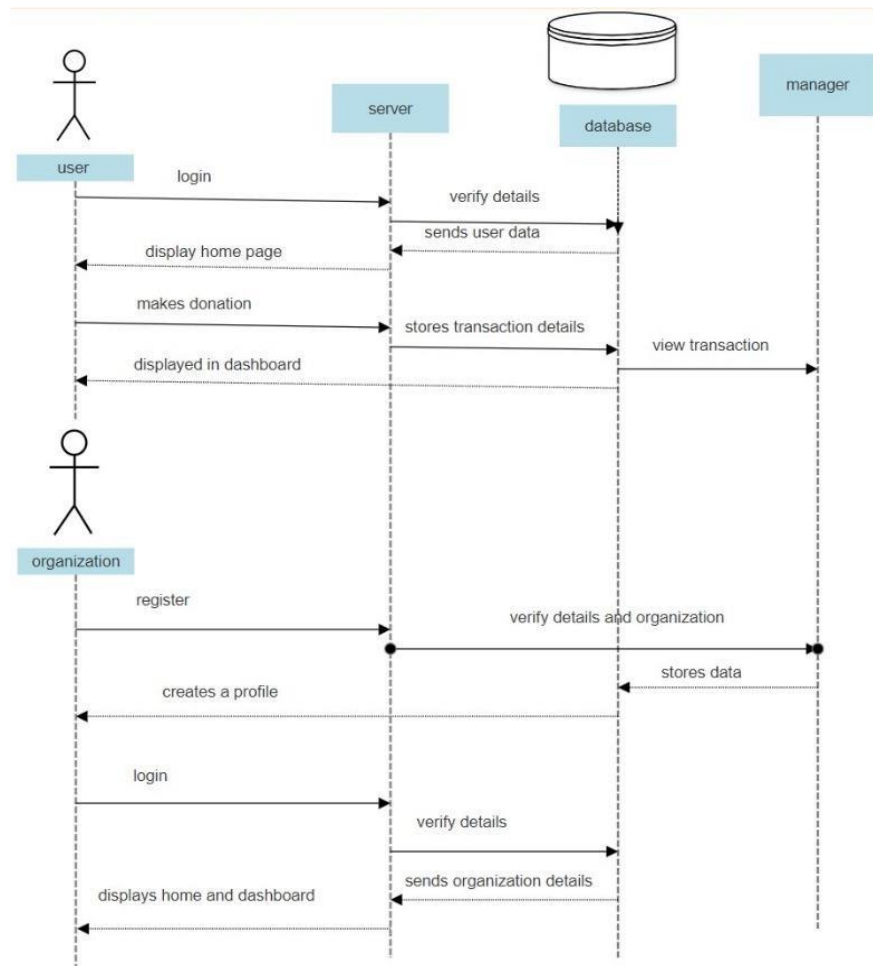 manager
server
database
user
login
verify details
sends user data
display home page
makes donation
stores transaction details
view transaction
displayed in dashboard
organization
register
verify details and organization
stores data
creates a profile
login
verify details
sends organization details
displays home and dashboard